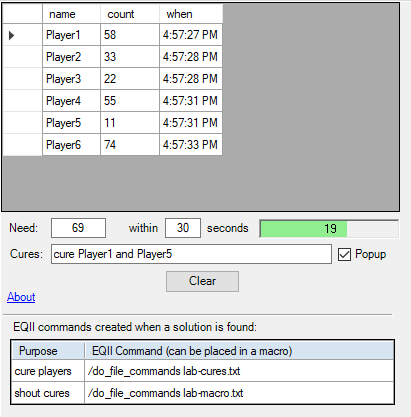 name count when
Player1 58 4:57:27 PM
Player2 33 4:57:28 PM
Player3 22 4:57:28 PM
Player4 55 4:57:31 PM
Player5 11 4:57:31 PM
Player6 74 4:57:33 PM
Need: 69 within 30 seconds 19
Cures: cure Player1 and Player5 Popup
Clear
About
EQII commands created when a solution is found:
Purpose EQII Command (can be placed in a macro)
cure players /do_file_commands lab-cures.txt
shout cures /do_file_commands lab-macro.txt